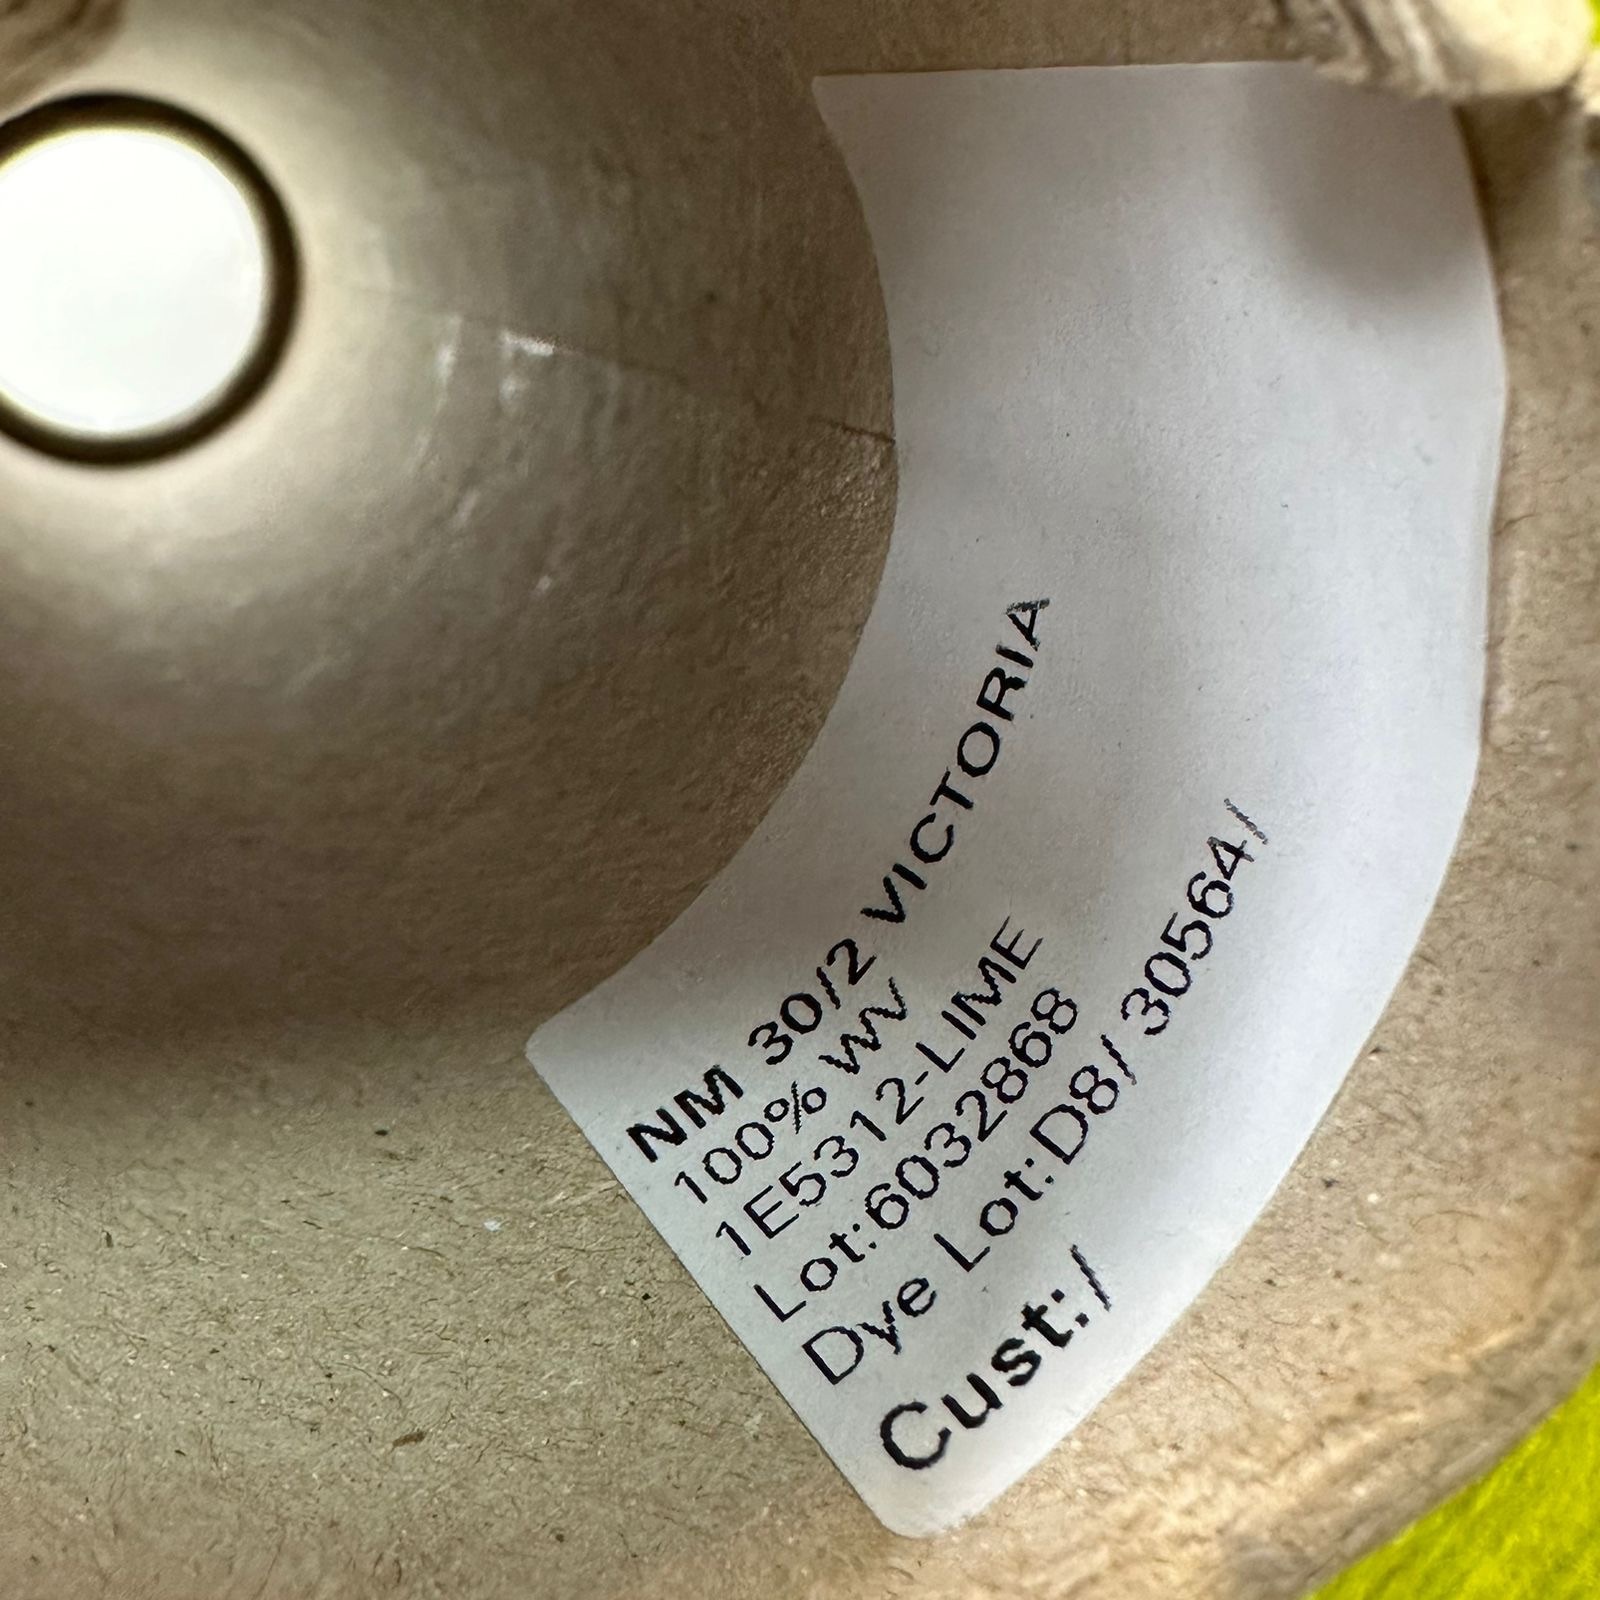 NM 30/2 VICTORIA
100% WV
1E5312-LIME
Lot:6032868
Dye Lot:D8/ 30564/
Cust:/